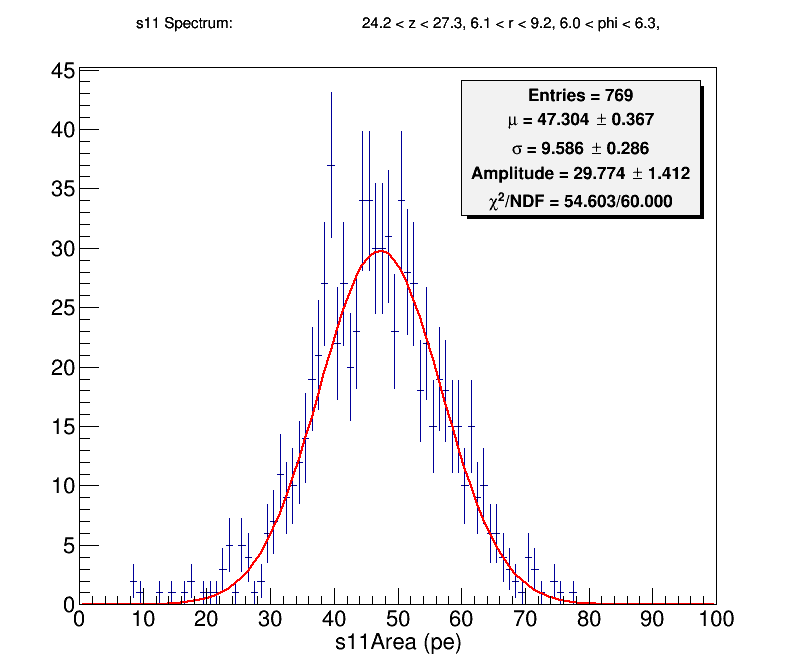 s11 Spectrum: 24.2 < z < 27.3, 6.1 < r < 9.2, 6.0 < phi < 6.3,
45
40
35
30
25
20
15
10
5
0
Entries = 769
μ = 47.304 ± 0.367
σ = 9.586 ± 0.286
Amplitude = 29.774 ± 1.412
χ²/NDF = 54.603/60.000
0 10 20 30 40 50 60 70 80 90 100
s11Area (pe)